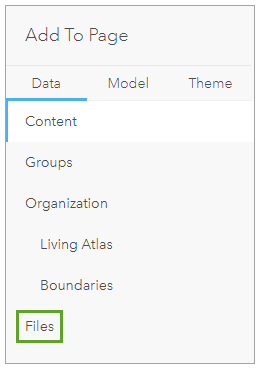 Add To Page
Data Model Theme
Content
Groups
Organization
Living Atlas
Boundaries
Files